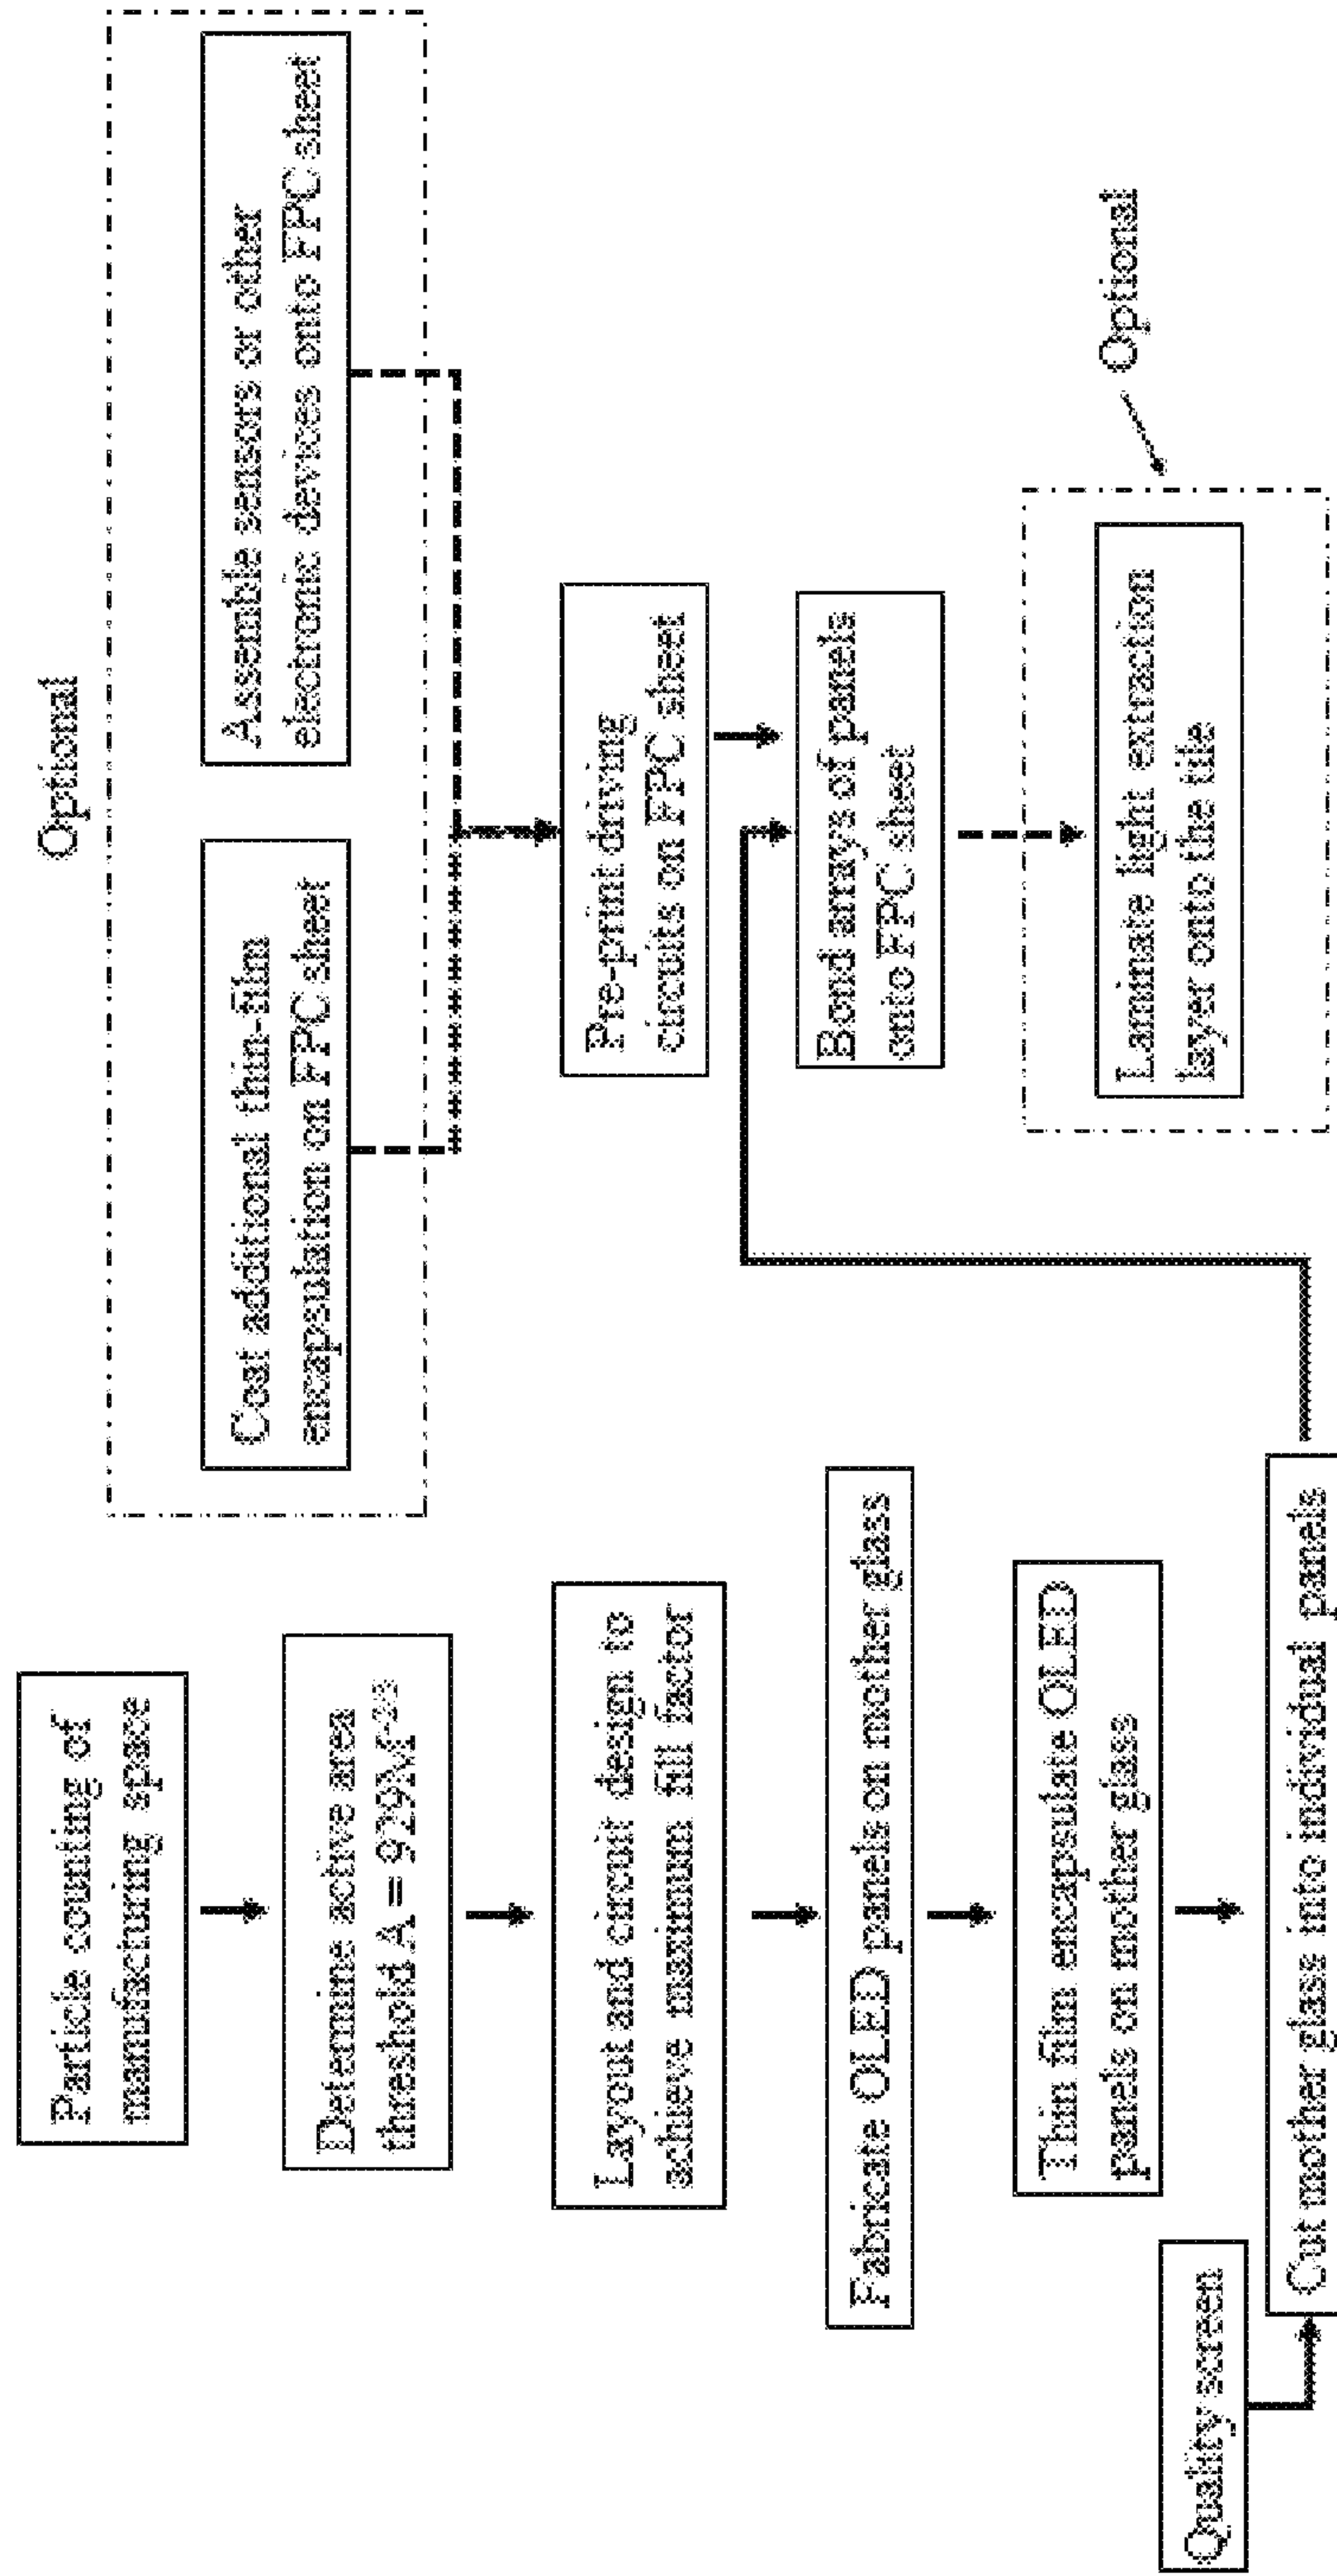 Particle counting of
manufacturing space
Determine active area
threshold A =
Layout and circuit design to
achieve maximum fill factor
Fabricate OLED panels on mother glass
Thin film encapsulate OLED
panels on mother glass
Quality screen
Cut mother glass into individual panels
Optional
Coat additional thin-film
encapsulation on FPC sheet
Assemble sensors or other
electronic devices onto FPC sheet
Pre-print driving
circuits on FPC sheet
Bond arrays of panels
onto FPC sheet
Optional
Laminate light extraction
layer onto the tile